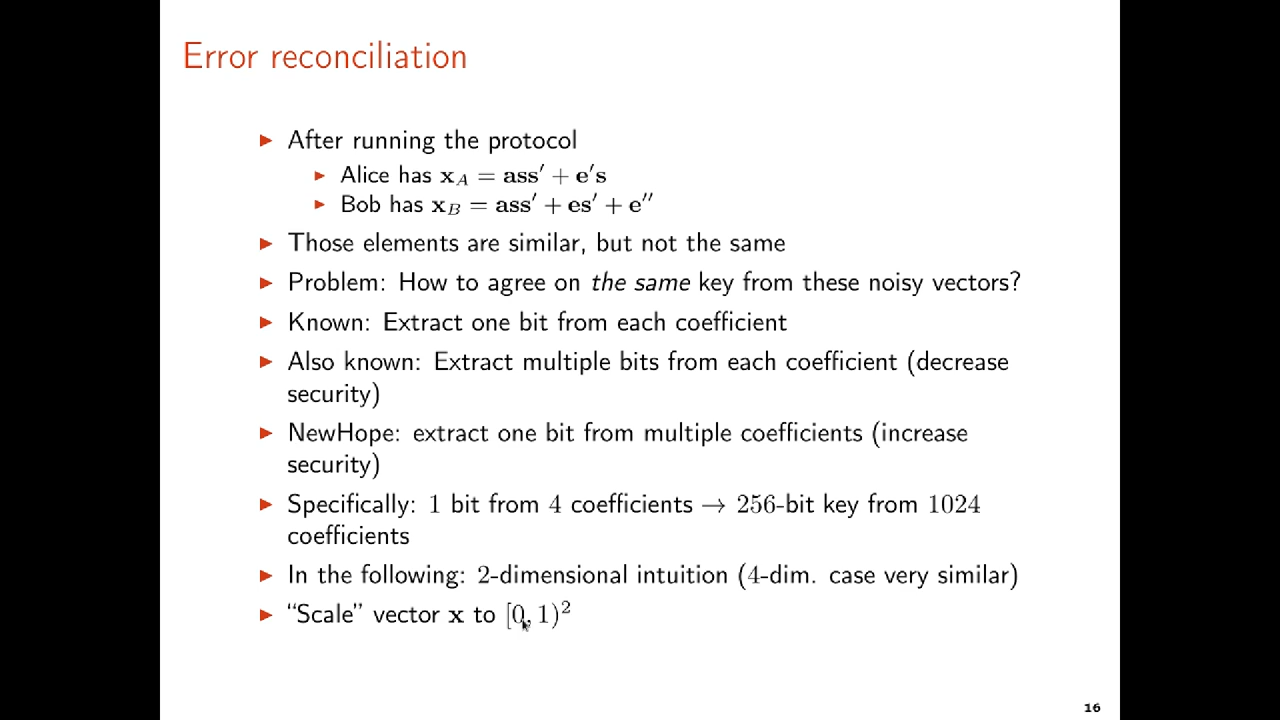 Error reconciliation
▶ After running the protocol
▶ Alice has x_A = ass′ + e′s
▶ Bob has x_B = ass′ + es′ + e′′
▶ Those elements are similar, but not the same
▶ Problem: How to agree on the same key from these noisy vectors?
▶ Known: Extract one bit from each coefficient
▶ Also known: Extract multiple bits from each coefficient (decrease
security)
▶ NewHope: extract one bit from multiple coefficients (increase
security)
▶ Specifically: 1 bit from 4 coefficients → 256-bit key from 1024
coefficients
▶ In the following: 2-dimensional intuition (4-dim. case very similar)
▶ “Scale” vector x to [0, 1)²
16